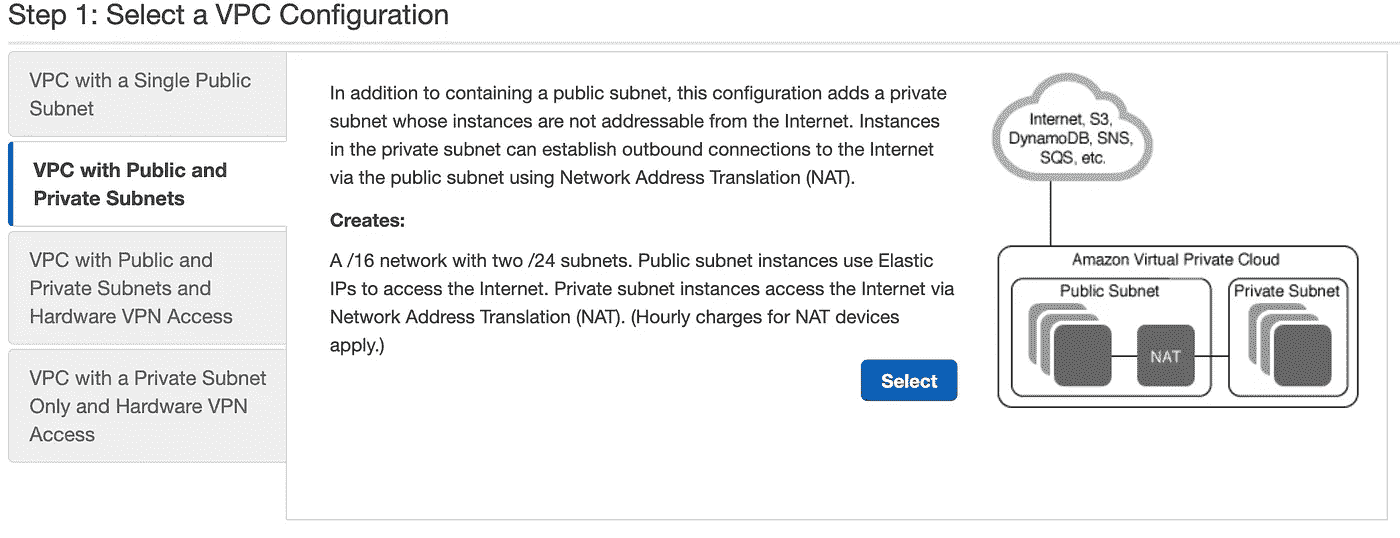 Step 1: Select a VPC Configuration
VPC with a Single Public
Subnet
VPC with Public and
Private Subnets
VPC with Public and
Private Subnets and
Hardware VPN Access
VPC with a Private Subnet
Only and Hardware VPN
Access
In addition to containing a public subnet, this configuration adds a private
subnet whose instances are not addressable from the Internet. Instances
in the private subnet can establish outbound connections to the Internet
via the public subnet using Network Address Translation (NAT).
Creates:
A /16 network with two /24 subnets. Public subnet instances use Elastic
IPs to access the Internet. Private subnet instances access the Internet via
Network Address Translation (NAT). (Hourly charges for NAT devices
apply.)
Select
Internet, S3,
DynamoDB, SNS,
SQS, etc.
Amazon Virtual Private Cloud
Public Subnet
Private Subnet
NAT